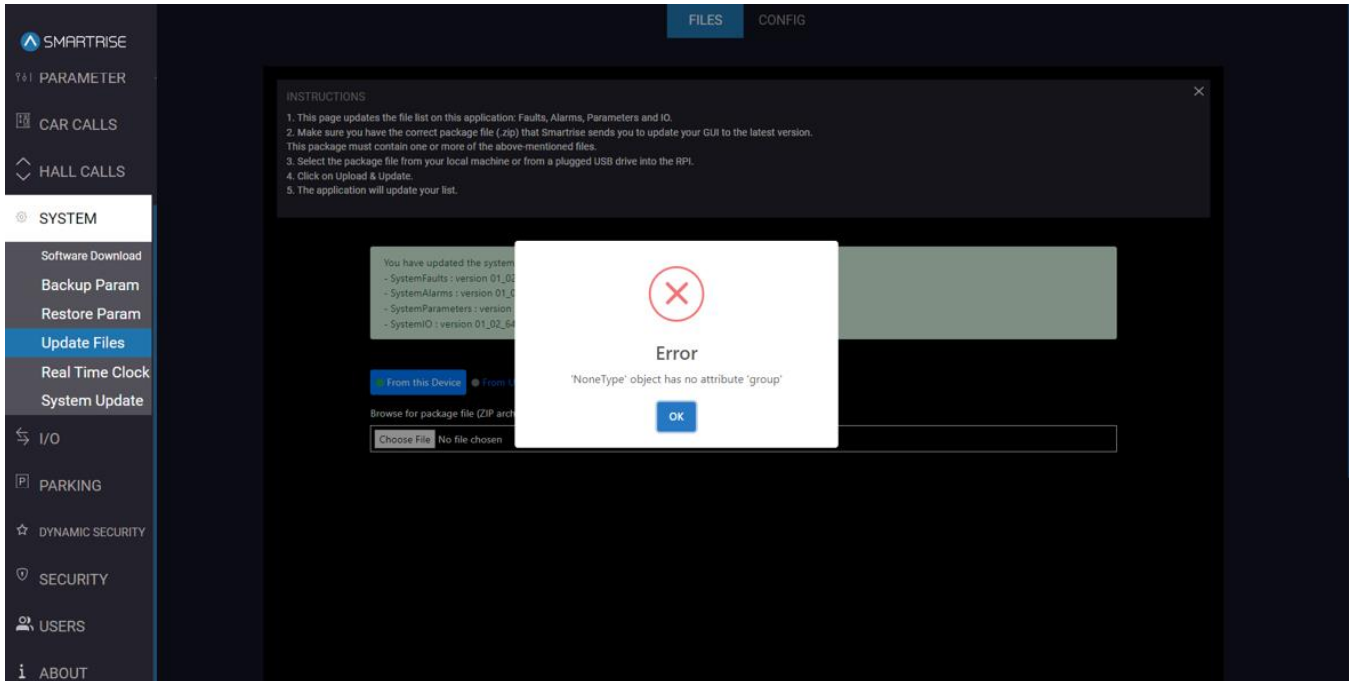 FILES
CONFIG
SMARTRISE
PARAMETER
CAR CALLS
HALL CALLS
SYSTEM
Software Download
Backup Param
Restore Param
Update Files
Real Time Clock
System Update
I/O
PARKING
DYNAMIC SECURITY
SECURITY
USERS
ABOUT
INSTRUCTIONS
1. This page updates the file list on this application: Faults, Alarms, Parameters and IO.
2. Make sure you have the correct package file (.zip) that Smartrise sends you to update your GUI to the latest version.
This package must contain one or more of the above-mentioned files.
3. Select the package file from your local machine or from a plugged USB drive into the RPI.
4. Click on Upload & Update.
5. The application will update your list.
You have updated the system
- SystemFaults : version 01_02
- SystemAlarms : version 01_0
- SystemParameters : version
- SystemIO : version 01_02_64
From this Device
From U
Browse for package file (ZIP arch
Choose File No file chosen
Error
'NoneType' object has no attribute 'group'
OK